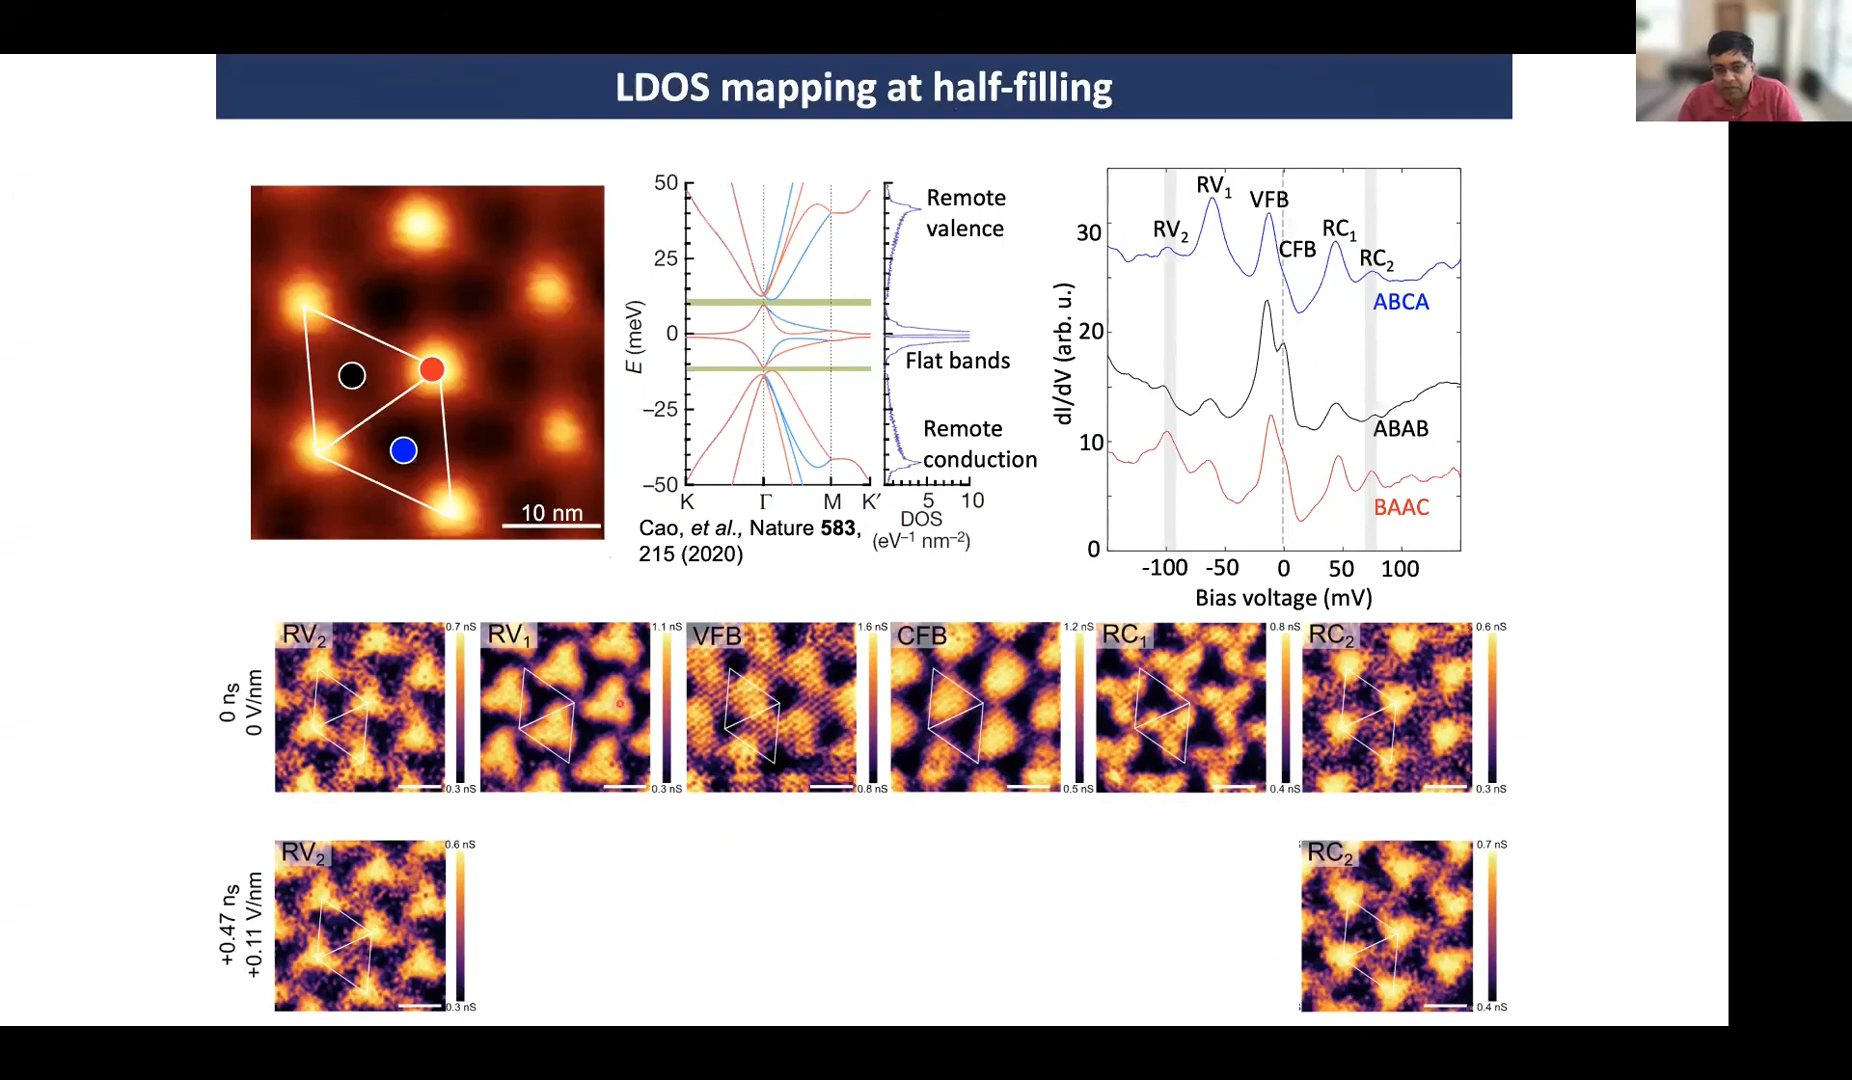 LDOS mapping at half-filling
10 nm
50
25
0
−25
−50
E (meV)
K
Γ
M
K′
Remote
valence
Flat bands
Remote
conduction
5
10
DOS
(eV⁻¹ nm⁻²)
Cao, et al., Nature 583,
215 (2020)
dI/dV (arb. u.)
30
20
10
0
RV₂
RV₁
VFB
CFB
RC₁
RC₂
ABCA
ABAB
BAAC
-100
-50
0
50
100
Bias voltage (mV)
0 nₛ
0 V/nm
RV₂
0.7 nS
0.3 nS
RV₁
1.1 nS
0.3 nS
VFB
1.6 nS
0.8 nS
CFB
1.2 nS
0.5 nS
RC₁
0.8 nS
0.4 nS
RC₂
0.6 nS
0.3 nS
+0.47 nₛ
+0.11 V/nm
RV₂
0.6 nS
0.3 nS
RC₂
0.7 nS
0.4 nS